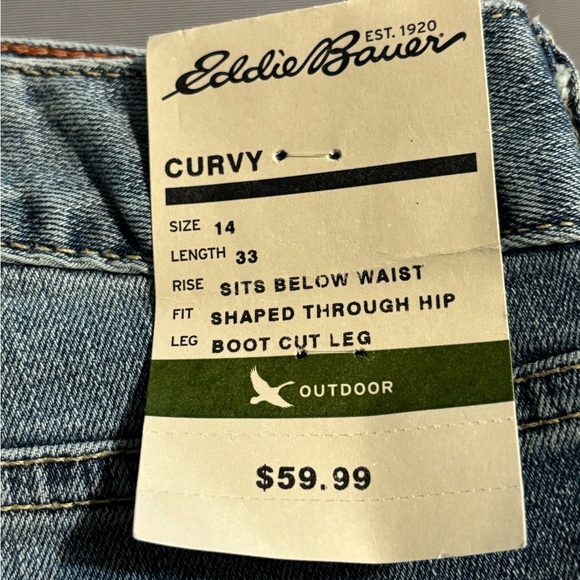 EST. 1920
Eddie Bauer
CURVY
SIZE 14
LENGTH 33
RISE SITS BELOW WAIST
FIT SHAPED THROUGH HIP
LEG BOOT CUT LEG
OUTDOOR
$59.99